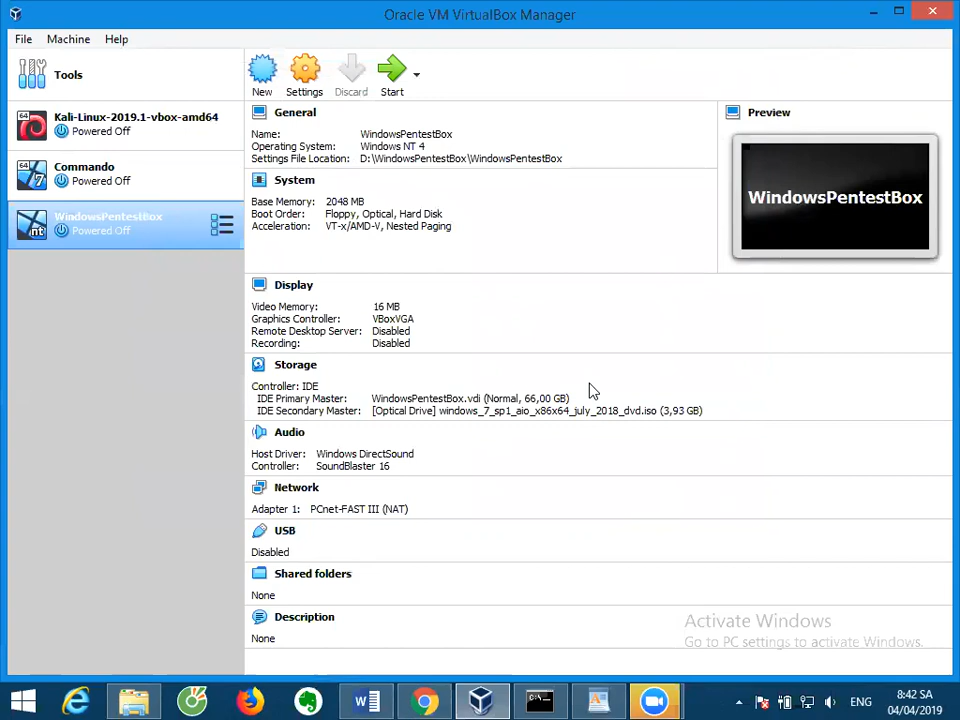 Oracle VM VirtualBox Manager
File Machine Help
Tools
New Settings Discard Start
64 Kali-Linux-2019.1-vbox-amd64
Powered Off
64 Commando
7 Powered Off
WindowsPentestBox
nt Powered Off
General
Name: WindowsPentestBox
Operating System: Windows NT 4
Settings File Location: D:\WindowsPentestBox\WindowsPentestBox
System
Base Memory: 2048 MB
Boot Order: Floppy, Optical, Hard Disk
Acceleration: VT-x/AMD-V, Nested Paging
Preview
WindowsPentestBox
Display
Video Memory: 16 MB
Graphics Controller: VBoxVGA
Remote Desktop Server: Disabled
Recording: Disabled
Storage
Controller: IDE
IDE Primary Master: WindowsPentestBox.vdi (Normal, 66,00 GB)
IDE Secondary Master: [Optical Drive] windows_7_sp1_aio_x86x64_july_2018_dvd.iso (3,93 GB)
Audio
Host Driver: Windows DirectSound
Controller: SoundBlaster 16
Network
Adapter 1: PCnet-FAST III (NAT)
USB
Disabled
Shared folders
None
Description
None
Activate Windows
Go to PC settings to activate Windows.
ENG
8:42 SA
04/04/2019